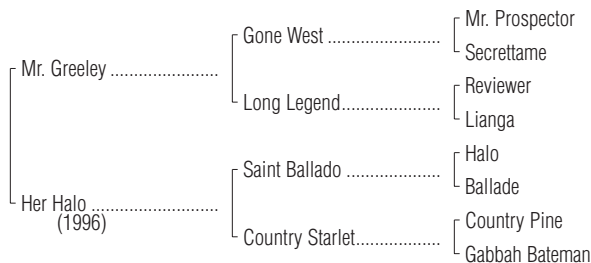 Mr. Prospector
Gone West ......................
Secrettame
Mr. Greeley .....................
Reviewer
Long Legend...................
Lianga
Halo
Saint Ballado ..................
Ballade
Her Halo ........................
(1996)
Country Pine
Country Starlet................
Gabbah Bateman